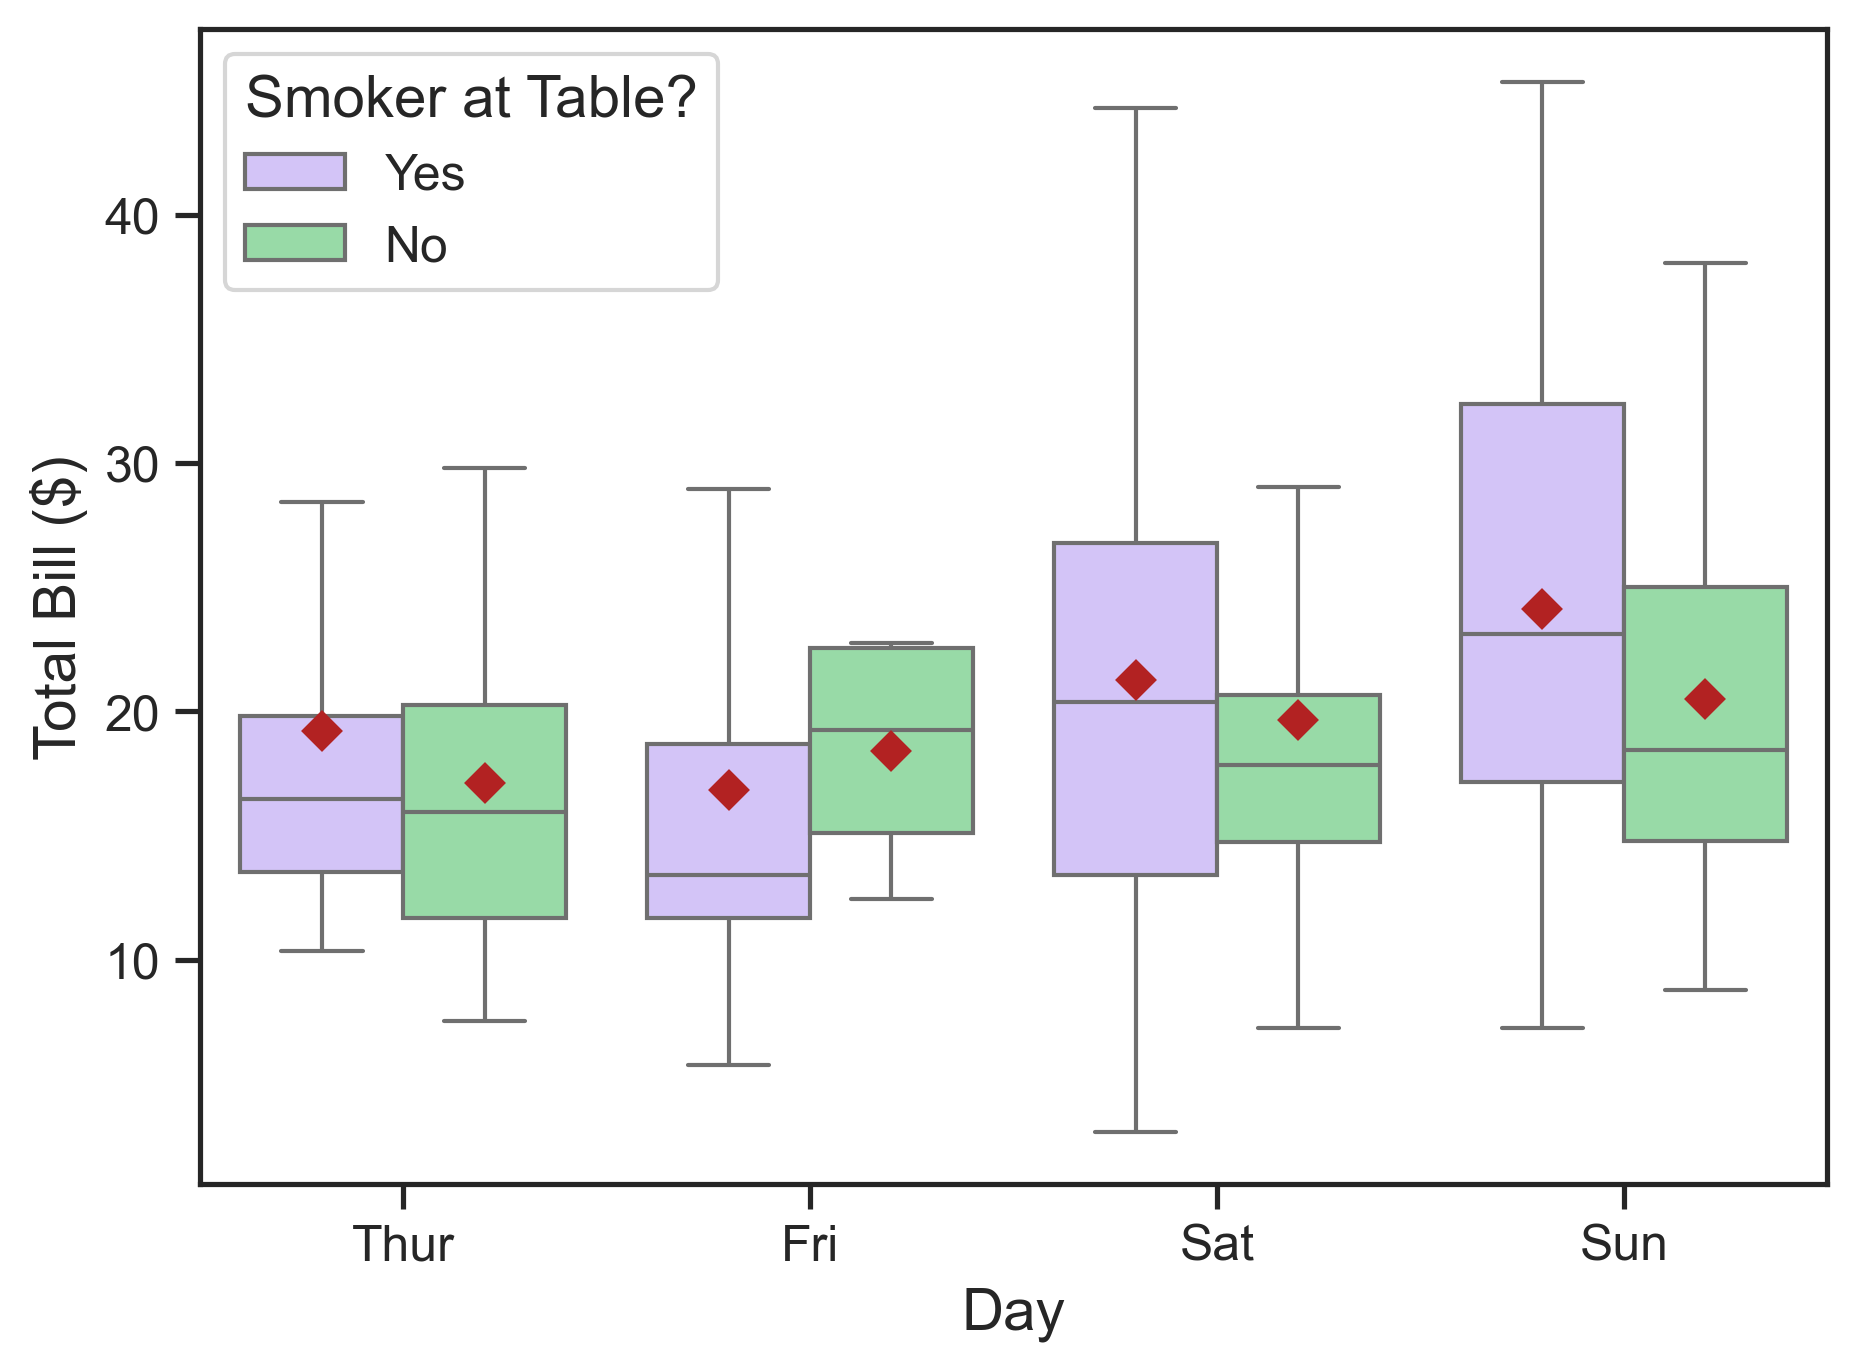 Smoker at Table?
Yes
No
Total Bill ($)
40
30
20
10
Thur
Fri
Sat
Sun
Day